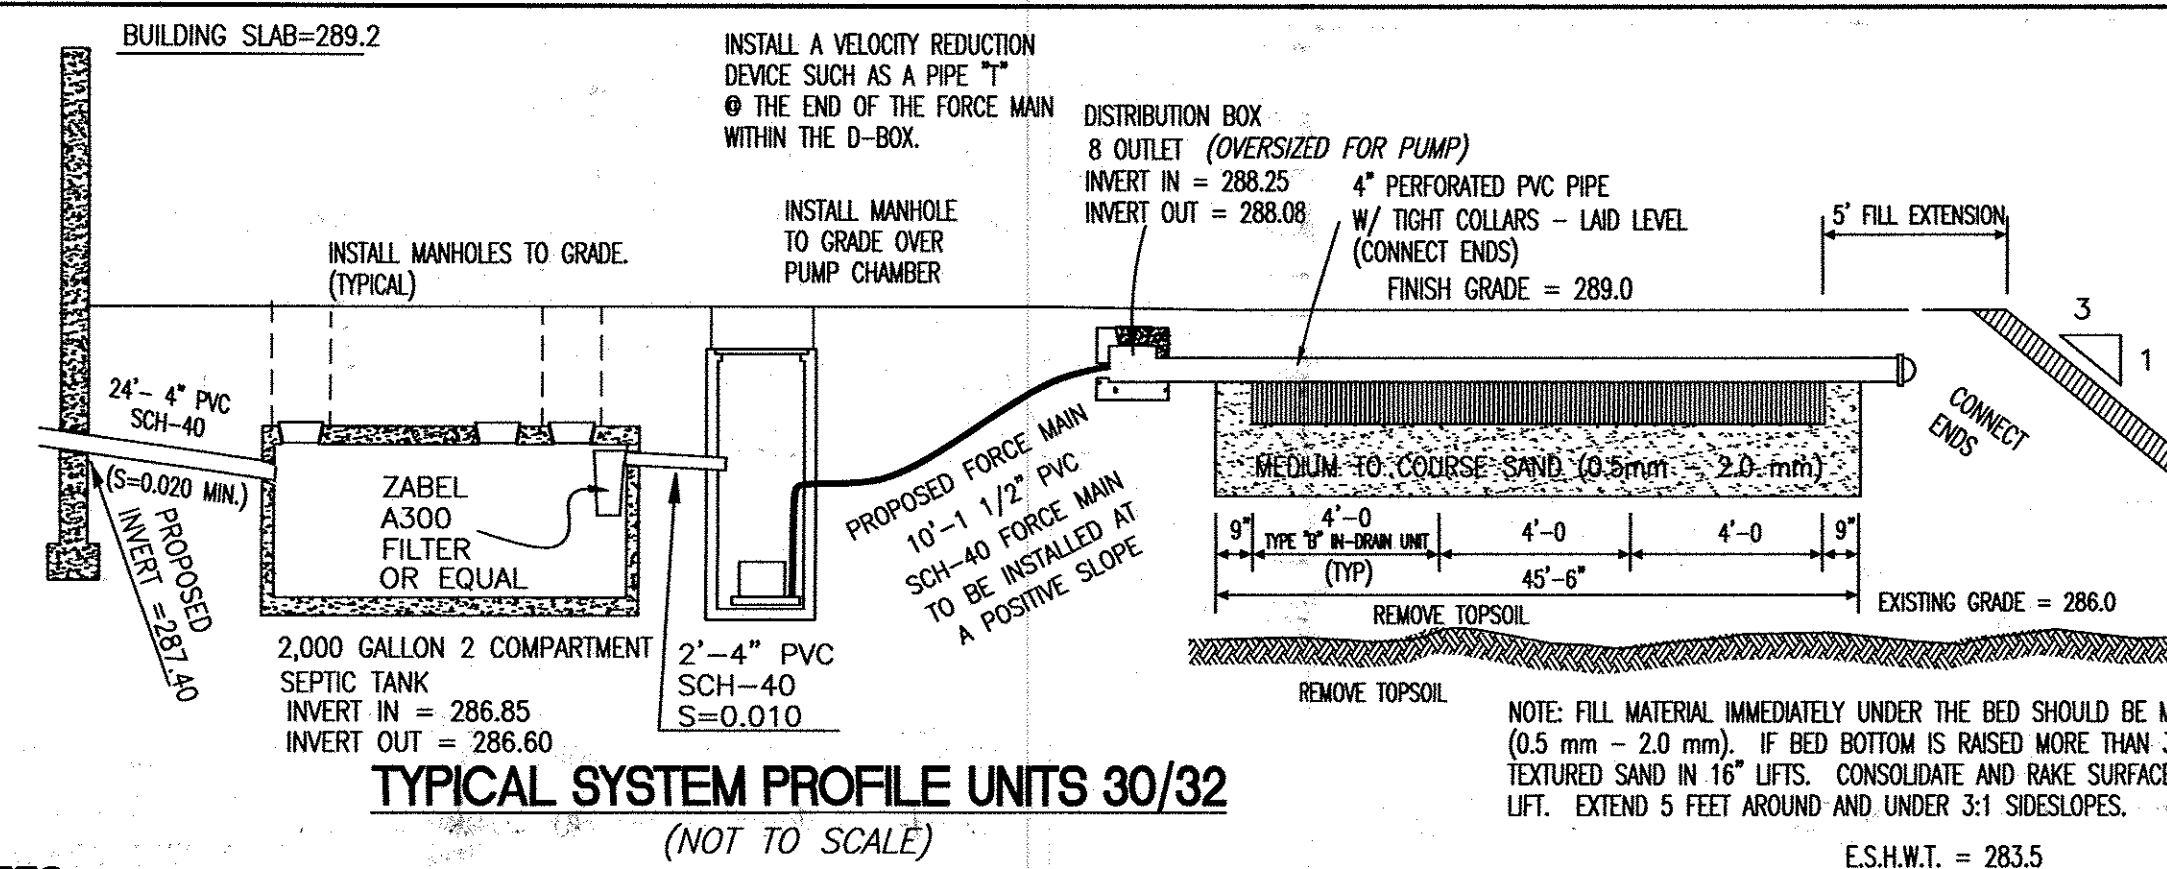 BUILDING SLAB=289.2
INSTALL A VELOCITY REDUCTION
DEVICE SUCH AS A PIPE "T"
@ THE END OF THE FORCE MAIN
WITHIN THE D-BOX.
DISTRIBUTION BOX
8 OUTLET (OVERSIZED FOR PUMP)
INVERT IN = 288.25
INVERT OUT = 288.08
4" PERFORATED PVC PIPE
W/ TIGHT COLLARS - LAID LEVEL
(CONNECT ENDS)
FINISH GRADE = 289.0
5' FILL EXTENSION
INSTALL MANHOLE
TO GRADE OVER
PUMP CHAMBER
INSTALL MANHOLES TO GRADE.
(TYPICAL)
3
1
24'- 4" PVC
SCH-40
(S=0.020 MIN.)
PROPOSED
INVERT =287.40
ZABEL
A300
FILTER
OR EQUAL
PROPOSED FORCE MAIN
10'-1 1/2" PVC
SCH-40 FORCE MAIN
TO BE INSTALLED AT
A POSITIVE SLOPE
CONNECT
ENDS
MEDIUM TO COURSE SAND (0.5mm - 2.0 mm)
9"
4'-0
TYPE "B" IN-DRAIN UNIT
(TYP)
4'-0
4'-0
9"
45'-6"
EXISTING GRADE = 286.0
REMOVE TOPSOIL
REMOVE TOPSOIL
2,000 GALLON 2 COMPARTMENT
SEPTIC TANK
INVERT IN = 286.85
INVERT OUT = 286.60
2'-4" PVC
SCH-40
S=0.010
NOTE: FILL MATERIAL IMMEDIATELY UNDER THE BED SHOULD BE
(0.5 mm - 2.0 mm). IF BED BOTTOM IS RAISED MORE THAN
TEXTURED SAND IN 16" LIFTS. CONSOLIDATE AND RAKE SURFACE
LIFT. EXTEND 5 FEET AROUND AND UNDER 3:1 SIDESLOPES.
TYPICAL SYSTEM PROFILE UNITS 30/32
(NOT TO SCALE)
E.S.H.W.T. = 283.5